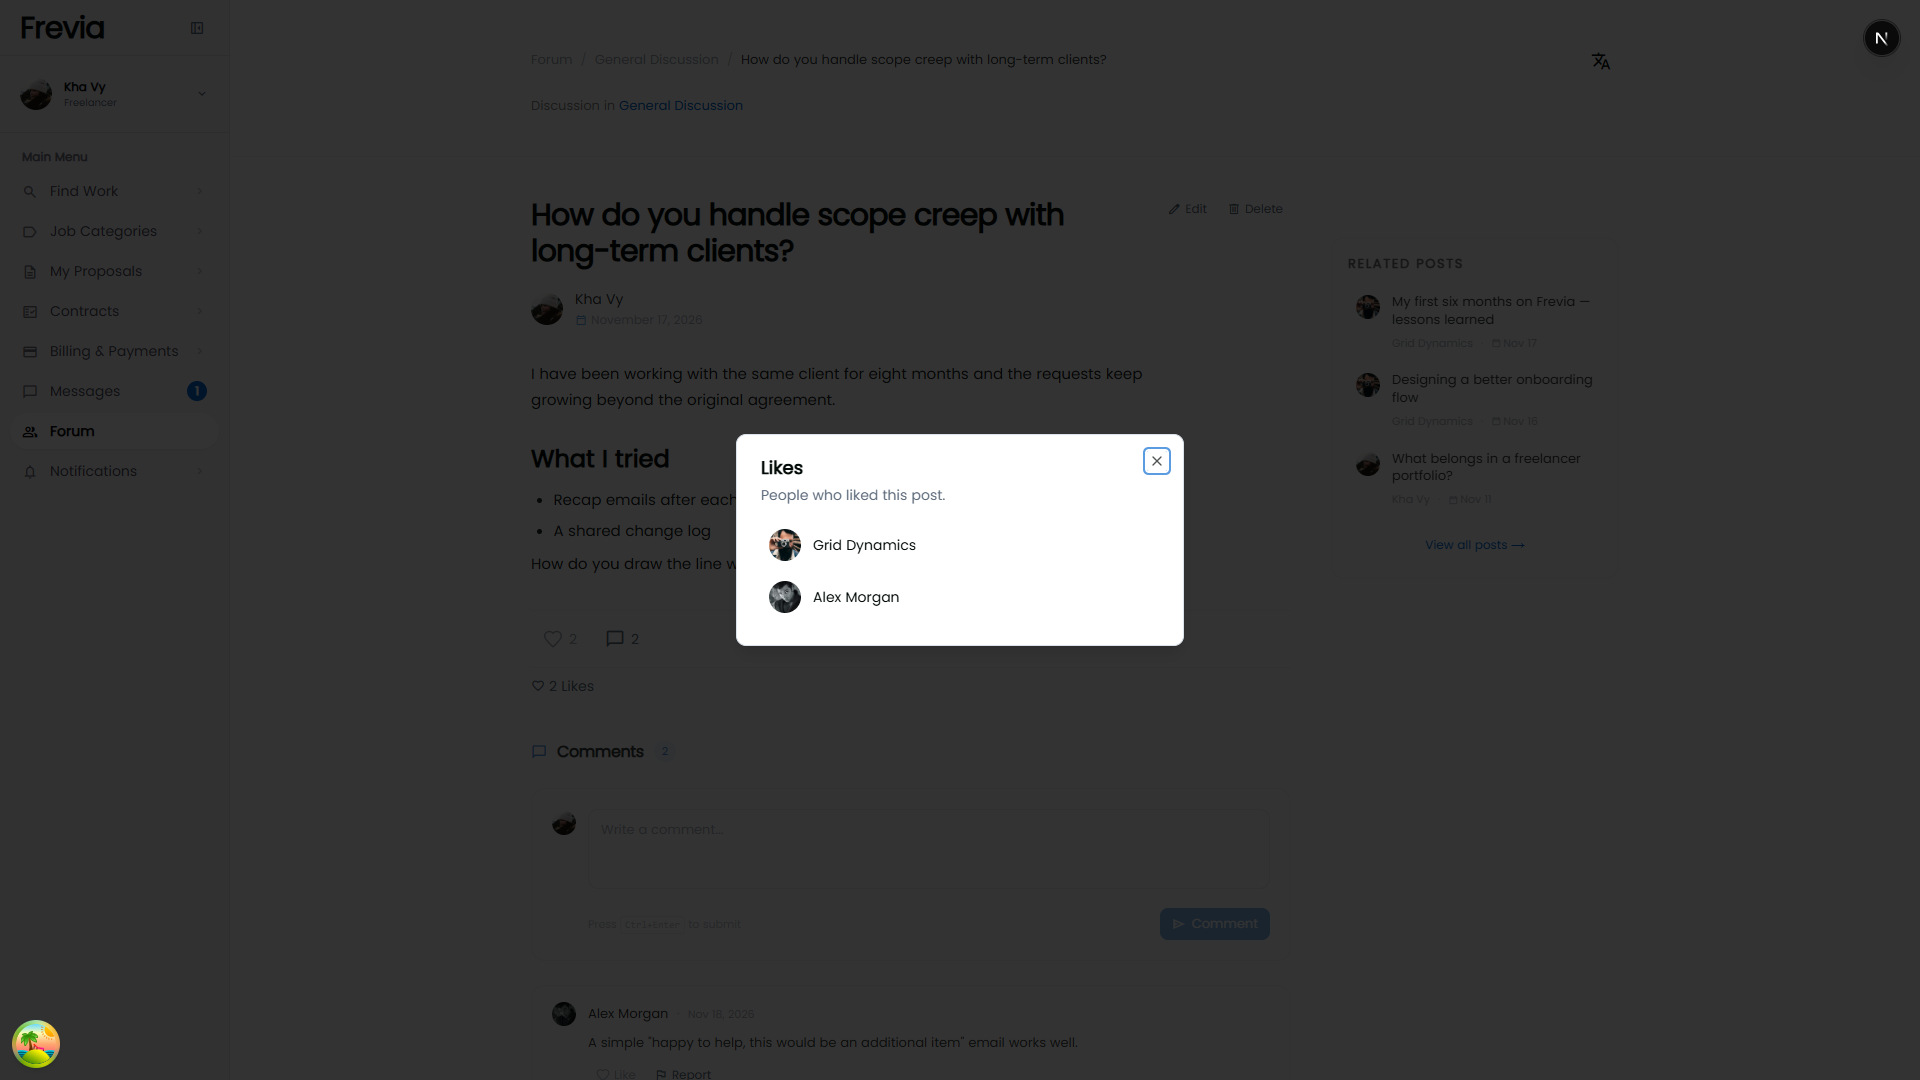 Frevia
Kha Vy
Freelancer
Main Menu
Find Work
Job Categories
My Proposals
Contracts
Billing & Payments
Messages
1
Forum
Notifications
Forum / General Discussion / How do you handle scope creep with long-term clients?
Discussion in General Discussion
How do you handle scope creep with
long-term clients?
Edit
Delete
Kha Vy
November 17, 2026
I have been working with the same client for eight months and the requests keep
growing beyond the original agreement.
What I tried
• Recap emails after each
• A shared change log
How do you draw the line w
2
2
2 Likes
Comments 2
Write a comment...
Press Ctrl+Enter to submit
Comment
Alex Morgan · Nov 18, 2026
A simple "happy to help, this would be an additional item" email works well.
Like
Report
RELATED POSTS
My first six months on Frevia —
lessons learned
Grid Dynamics
Nov 17
Designing a better onboarding
flow
Grid Dynamics
Nov 16
What belongs in a freelancer
portfolio?
Kha Vy
Nov 11
View all posts →
Likes
People who liked this post.
Grid Dynamics
Alex Morgan
N